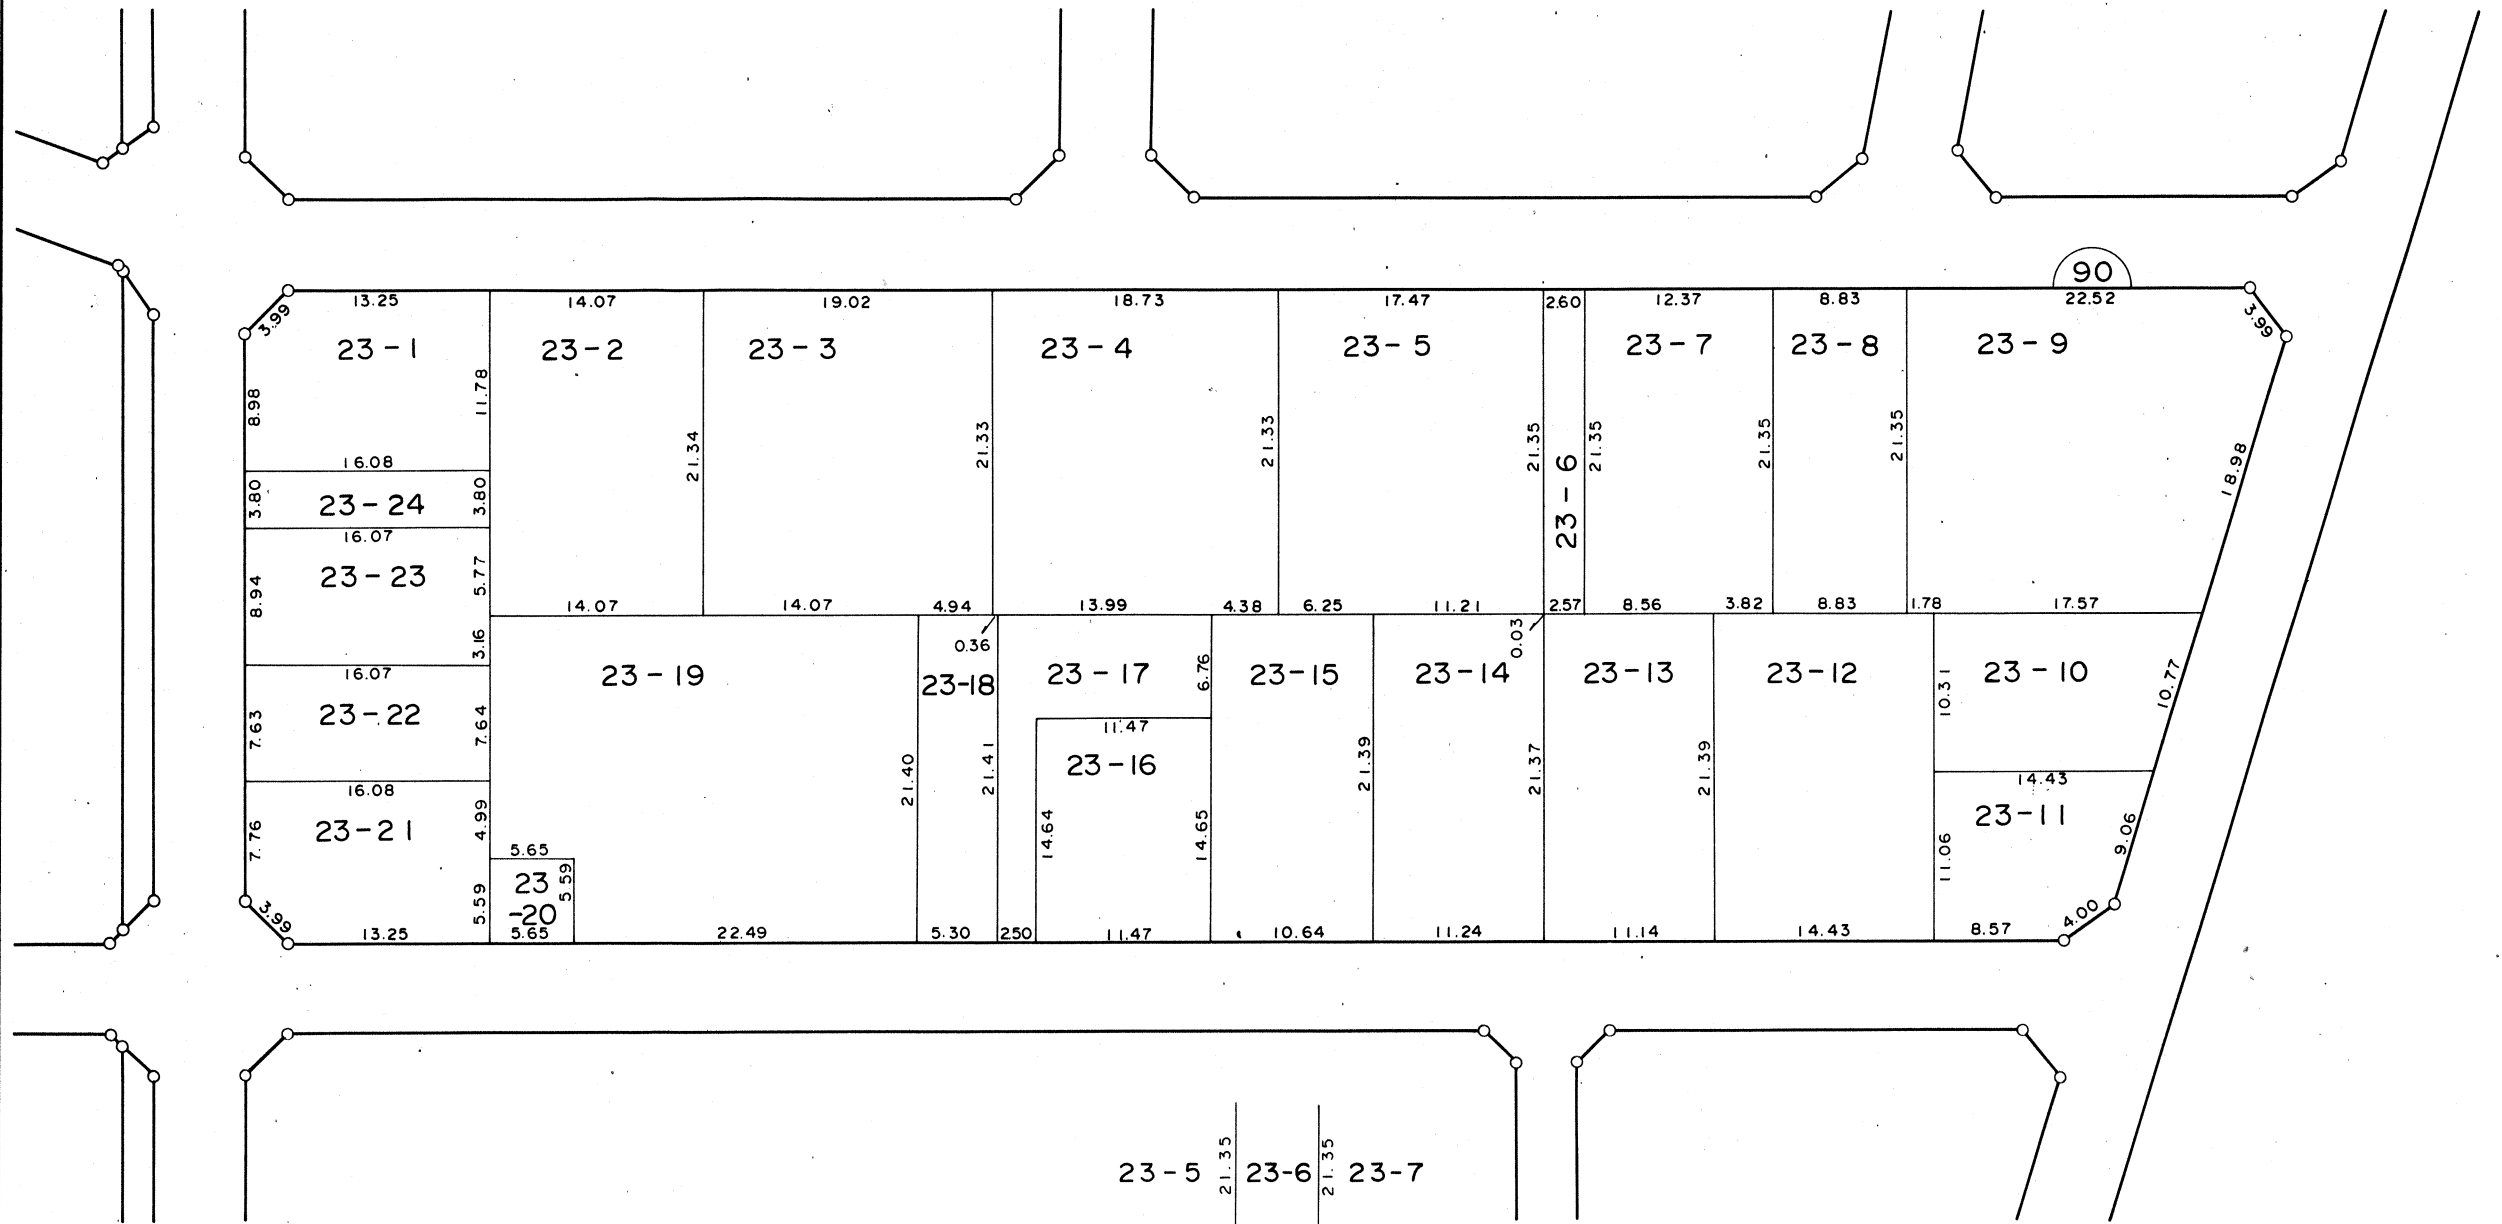 90
13.25 14.07 19.02 18.73 17.47 2.60 12.37 8.83 22.52
3.99 3.99
23-1 23-2 23-3 23-4 23-5 23-7 23-8 23-9
8.98 11.78 21.34 21.33 21.33 21.35 23-6 21.35 21.35 21.35 18.98
16.08
3.80 23-24 3.80
16.07
8.94 23-23 5.77
14.07 14.07 4.94 13.99 4.38 6.25 11.21 2.57 8.56 3.82 8.83 1.78 17.57
3.16 0.36 0.03
16.07 23-19 23-18 23-17 6.76 23-15 23-14 23-13 23-12 10.31 23-10 10.77
7.63 23-22 7.64
11.47
21.40 21.41 23-16 21.39 21.37 21.39
16.08 14.43
7.76 23-21 4.99 14.64 14.65 11.06 23-11 9.06
5.65
5.59 23 5.59
-20
3.99 4.00
13.25 5.65 22.49 5.30 2.50 11.47 10.64 11.24 11.14 14.43 8.57
23-5 21.35 23-6 21.35 23-7